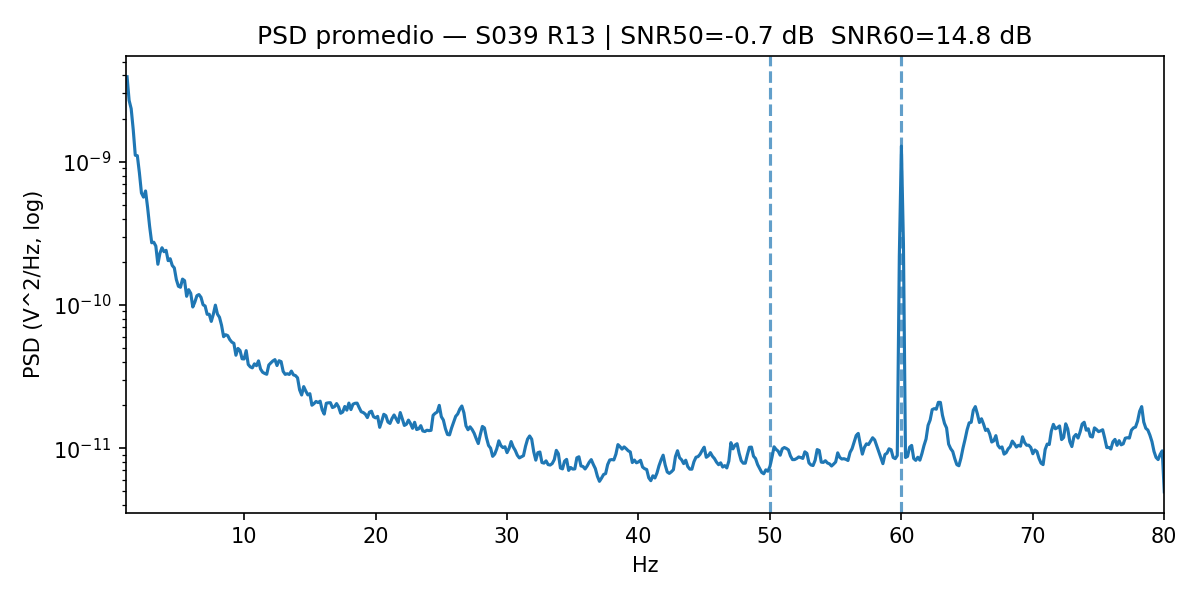 PSD promedio — S039 R13 | SNR50=-0.7 dB  SNR60=14.8 dB
PSD (V^2/Hz, log)
10⁻⁹
10⁻¹⁰
10⁻¹¹
10 20 30 40 50 60 70 80
Hz